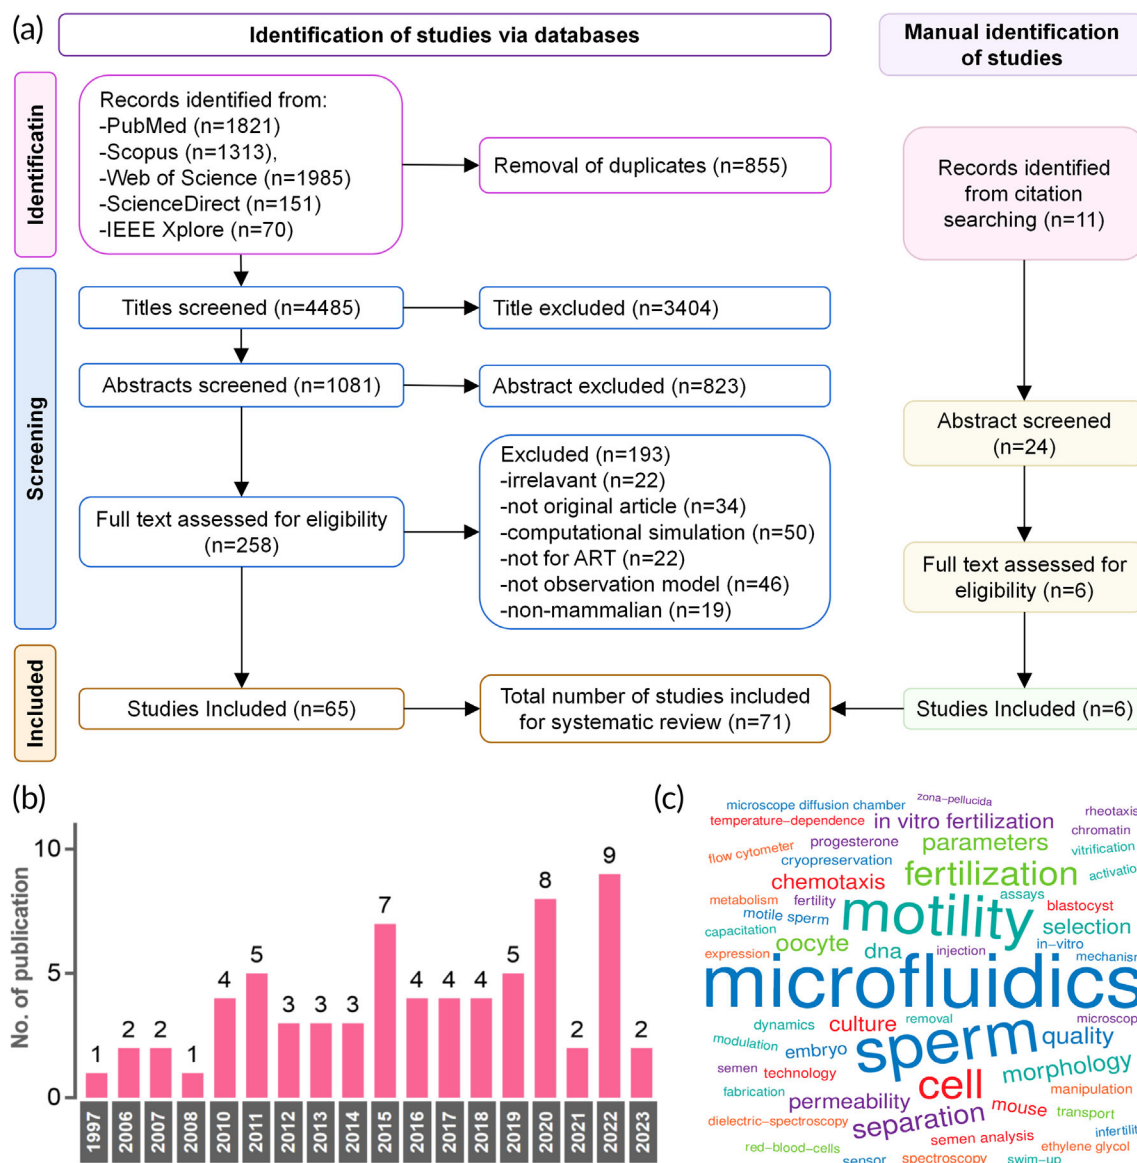 (a)
Identification of studies via databases
Manual identification
of studies
Identificatin
Records identified from:
-PubMed (n=1821)
-Scopus (n=1313),
-Web of Science (n=1985)
-ScienceDirect (n=151)
-IEEE Xplore (n=70)
Removal of duplicates (n=855)
Records identified
from citation
searching (n=11)
Screening
Titles screened (n=4485)
Title excluded (n=3404)
Abstracts screened (n=1081)
Abstract excluded (n=823)
Abstract screened
(n=24)
Full text assessed for eligibility
(n=258)
Excluded (n=193)
-irrelavant (n=22)
-not original article (n=34)
-computational simulation (n=50)
-not for ART (n=22)
-not observation model (n=46)
-non-mammalian (n=19)
Full text assessed for
eligibility (n=6)
Included
Studies Included (n=65)
Total number of studies included
for systematic review (n=71)
Studies Included (n=6)
(b)
No. of publication
10
5
0
1 2 2 1 4 5 3 3 3 7 4 4 4 5 8 2 9 2
1997 2006 2007 2008 2010 2011 2012 2013 2014 2015 2016 2017 2018 2019 2020 2021 2022 2023
(c)
zona-pellucida
microscope diffusion chamber
rheotaxis
temperature-dependence
in vitro fertilization
chromatin
progesterone
parameters
vitrification
flow cytometer
cryopreservation
fertilization
activatio
chemotaxis
assays
metabolism
fertility
motility
blastocyst
motile sperm
selection
capacitation
oocyte
dna
injection
in-vitro
expression
mechanism
microfluidics
dynamics
culture
removal
microscop
modulation
embryo
sperm
quality
semen
technology
cell
morphology
fabrication
permeability
mouse
manipulation
dielectric-spectroscopy
separation
transport
semen analysis
infertilit
red-blood-cells
ethylene glycol
sensor
spectroscopy
swim-up